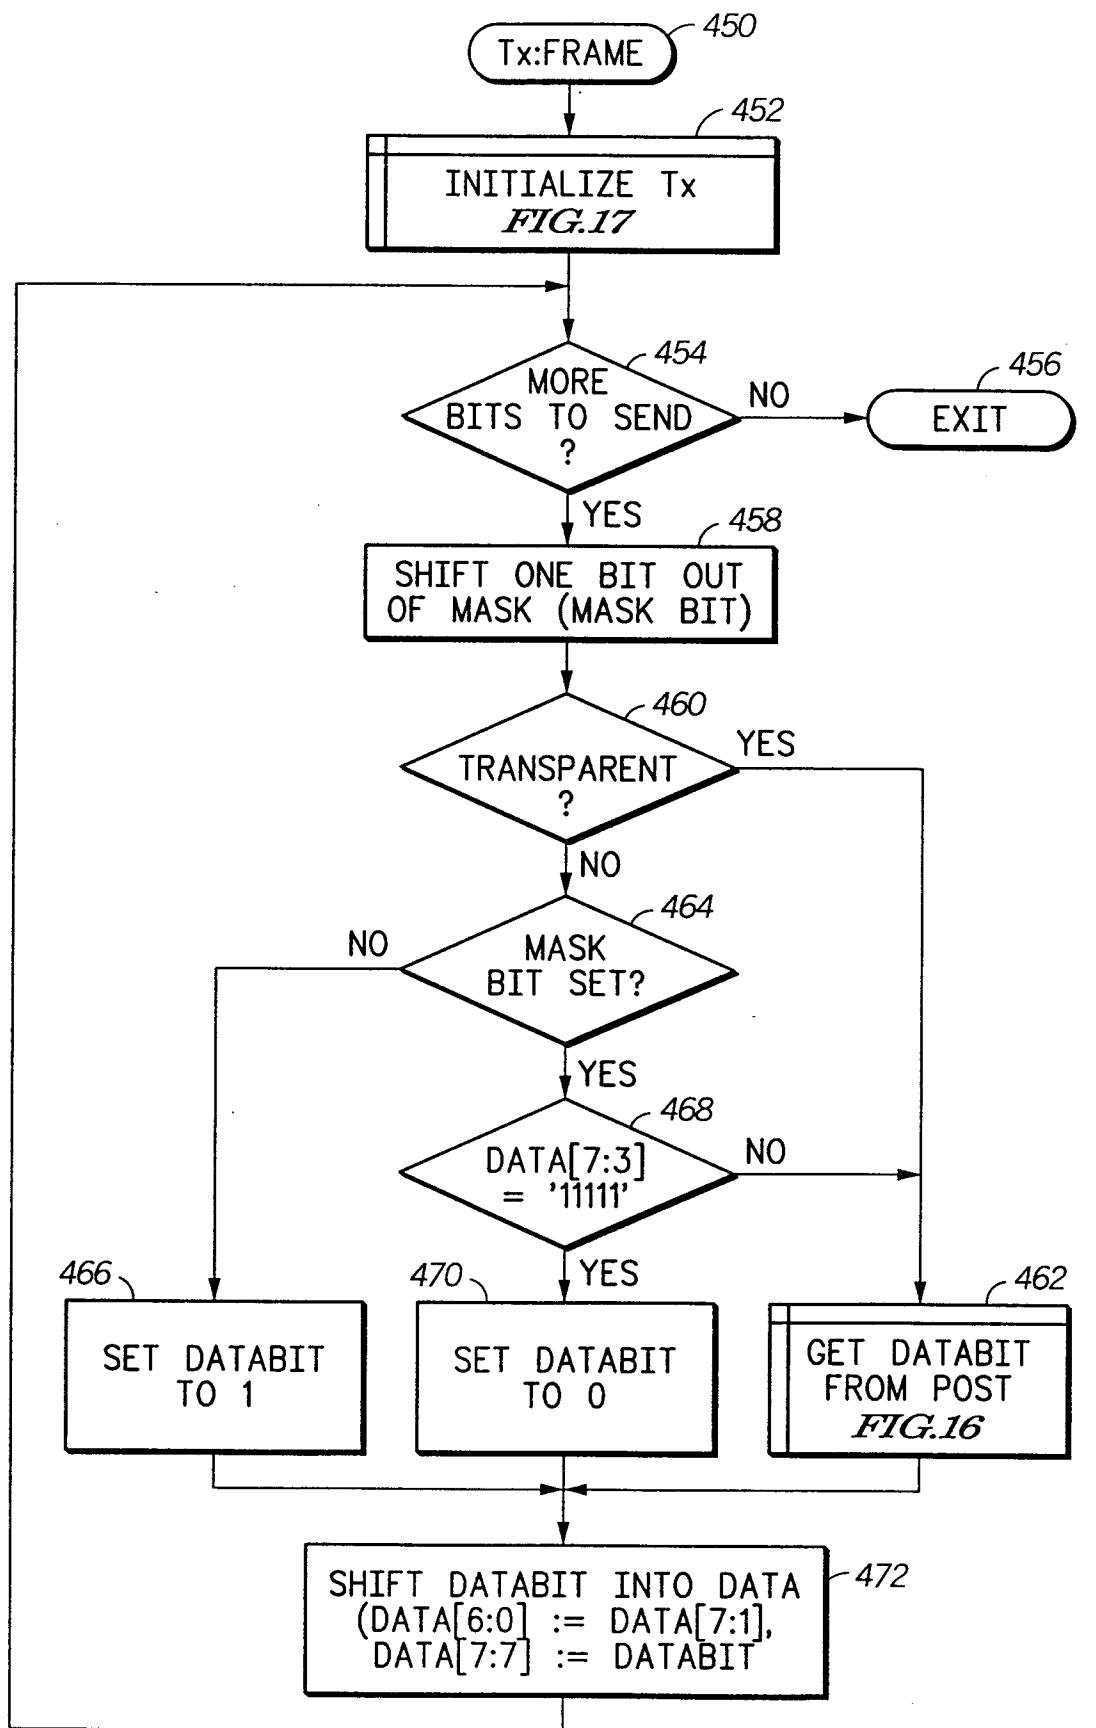 450
Tx:FRAME
452
INITIALIZE Tx
FIG.17
454
MORE
BITS TO SEND
?
NO
456
EXIT
YES
458
SHIFT ONE BIT OUT
OF MASK (MASK BIT)
460
TRANSPARENT
?
YES
NO
464
MASK
BIT SET?
NO
YES
468
DATA[7:3]
= '11111'
NO
YES
466
SET DATABIT
TO 1
470
SET DATABIT
TO 0
462
GET DATABIT
FROM POST
FIG.16
472
SHIFT DATABIT INTO DATA
(DATA[6:0] := DATA[7:1],
DATA[7:7] := DATABIT